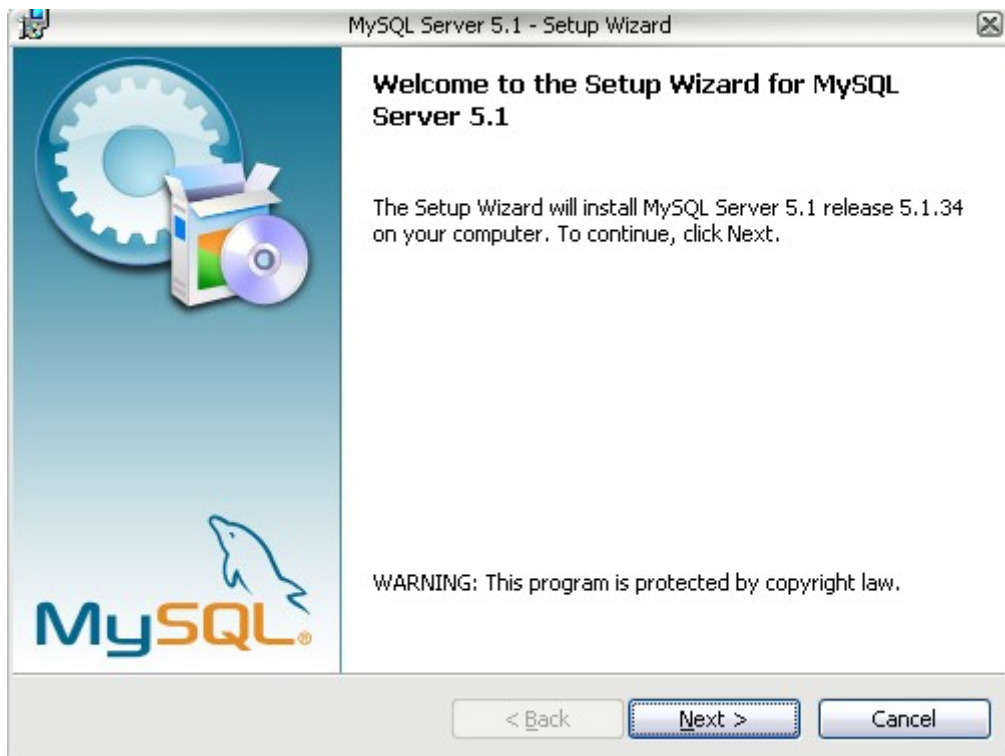 MySQL Server 5.1 - Setup Wizard
Welcome to the Setup Wizard for MySQL
Server 5.1
The Setup Wizard will install MySQL Server 5.1 release 5.1.34
on your computer. To continue, click Next.
WARNING: This program is protected by copyright law.
MySQL®
< Back Next > Cancel